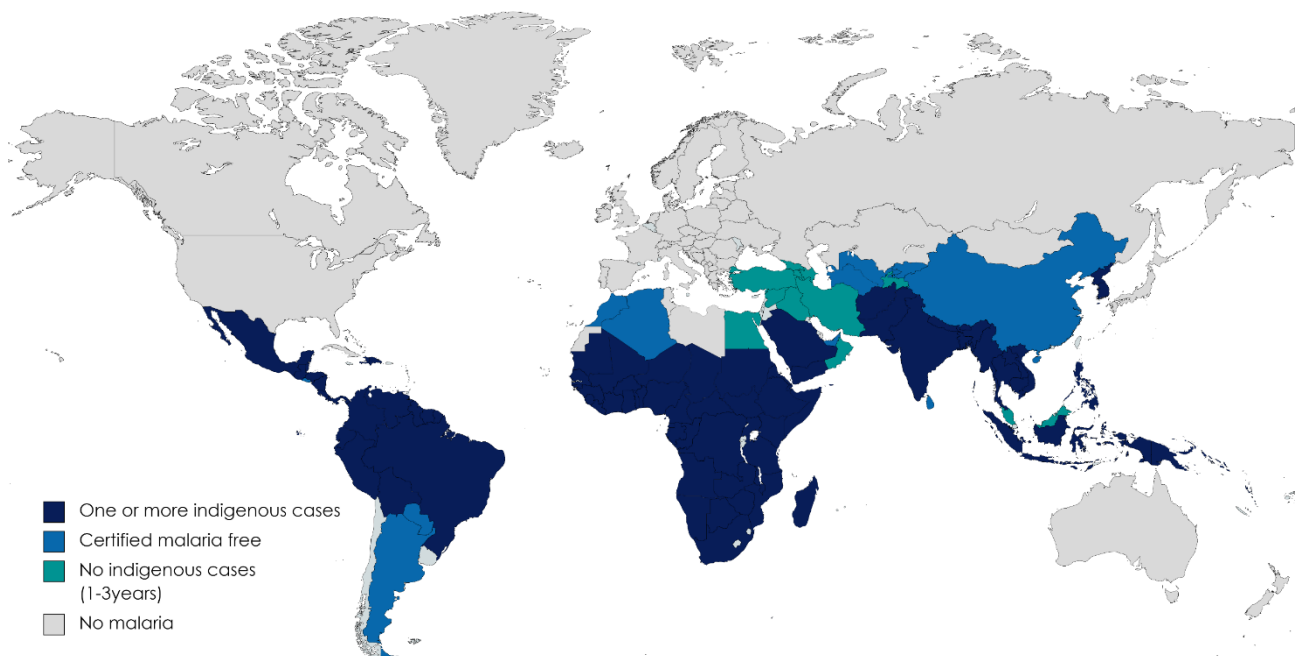 One or more indigenous cases
Certified malaria free
No indigenous cases
(1-3years)
No malaria